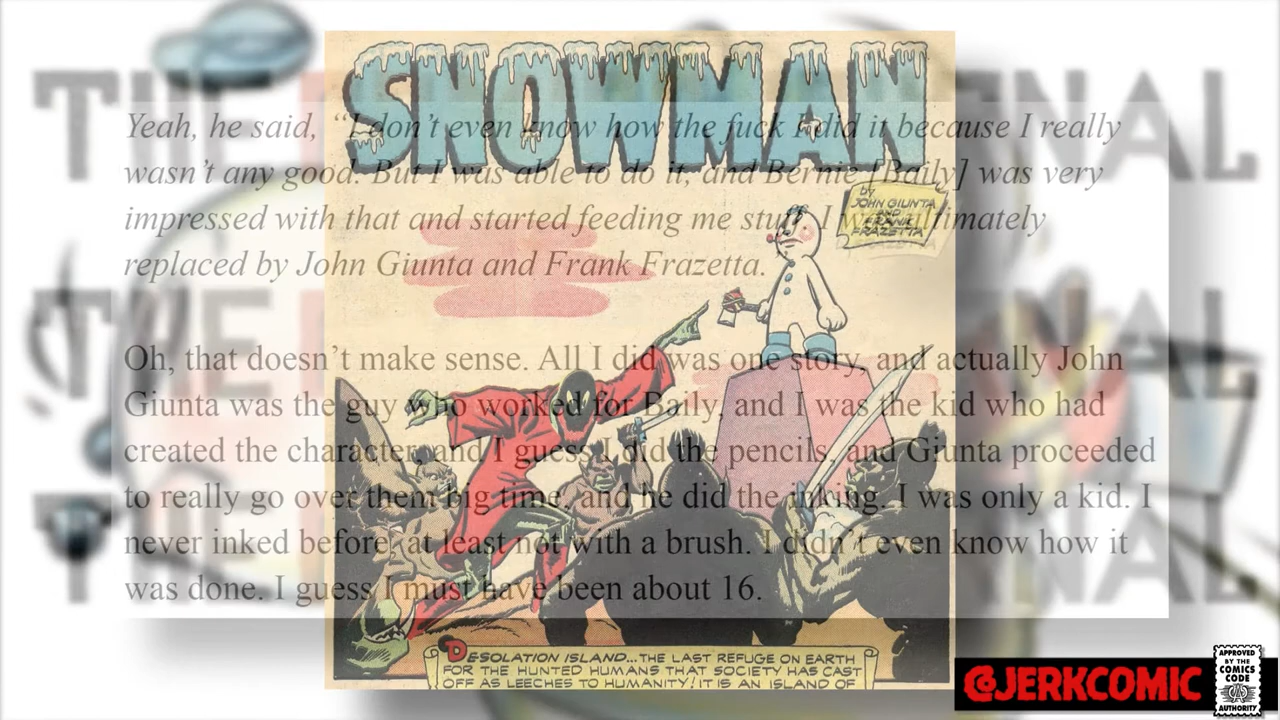 SNOWMAN
by
JOHN GIUNTA
AND
FRANK
FRAZETTA
Yeah, he said, “I don’t even know how the fuck I did it because I really
wasn’t any good. But I was able to do it, and Bernie [Baily] was very
impressed with that and started feeding me stuff. I was ultimately
replaced by John Giunta and Frank Frazetta.
Oh, that doesn’t make sense. All I did was one story, and actually John
Giunta was the guy who worked for Baily, and I was the kid who had
created the character, and I guess I did the pencils, and Giunta proceeded
to really go over them big time, and he did the inking. I was only a kid. I
never inked before, at least not with a brush. I didn’t even know how it
was done. I guess I must have been about 16.
DESOLATION ISLAND...THE LAST REFUGE ON EARTH
FOR THE HUNTED HUMANS THAT SOCIETY HAS CAST
OFF AS LEECHES TO HUMANITY! IT IS AN ISLAND OF
@JERKCOMIC
APPROVED
BY THE
COMICS
CODE
AUTHORITY